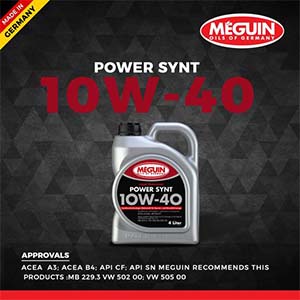 MADE IN
GERMANY
MEGUIN
OILS OF GERMANY
POWER SYNT
10W-40
MEGUIN
POWER SYNT
10W-40
4 Liter
APPROVALS
ACEA A3; ACEA B4; API CF; API SN MEGUIN RECOMMENDS THIS
PRODUCTS :MB 229.3 VW 502 00; VW 505 00